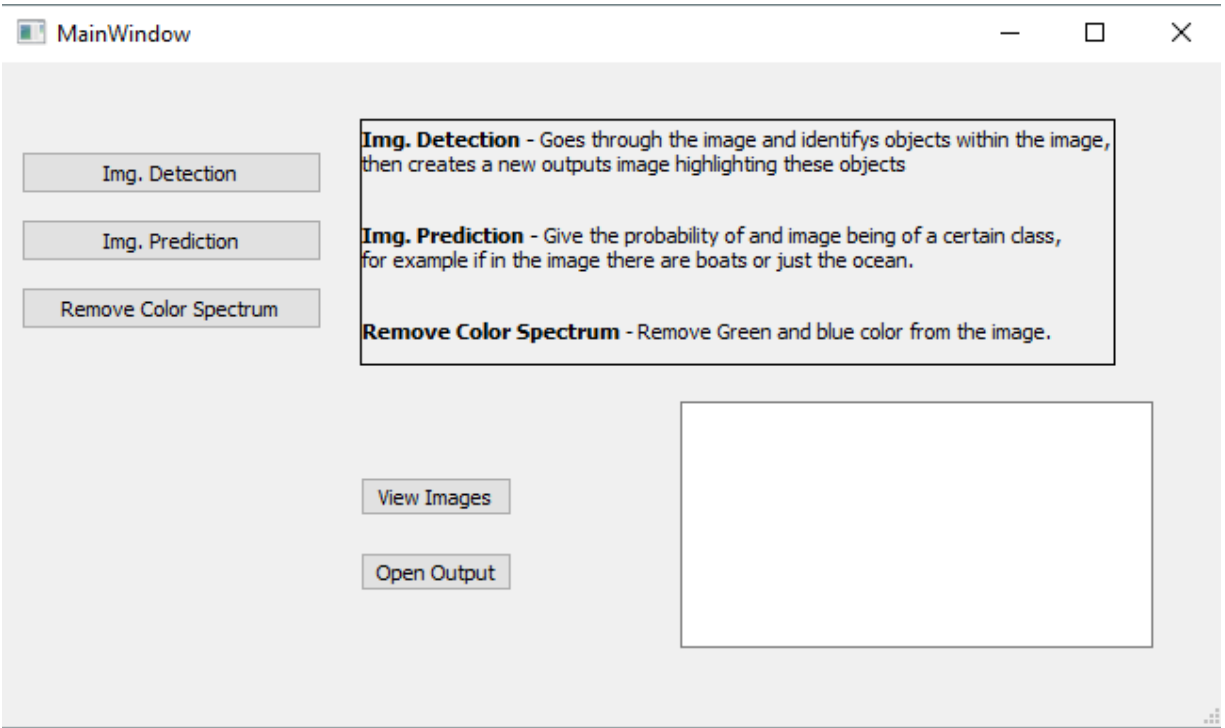 MainWindow
Img. Detection
Img. Prediction
Remove Color Spectrum
Img. Detection - Goes through the image and identifys objects within the image,
then creates a new outputs image highlighting these objects
Img. Prediction - Give the probability of and image being of a certain class,
for example if in the image there are boats or just the ocean.
Remove Color Spectrum - Remove Green and blue color from the image.
View Images
Open Output